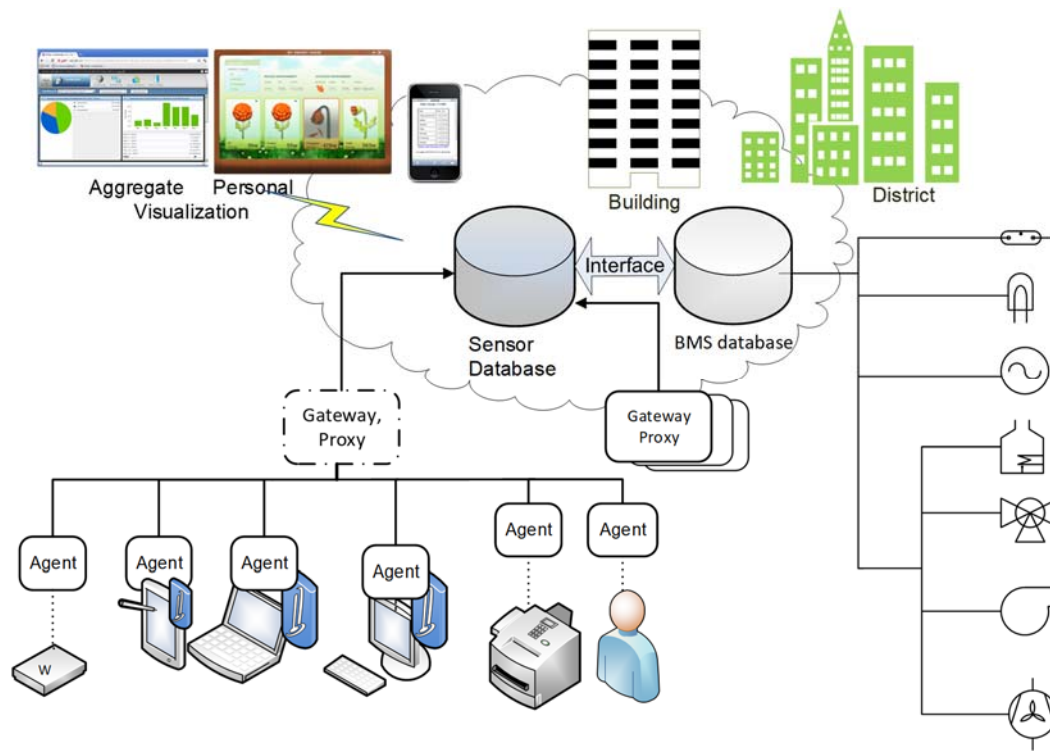 Aggregate Personal
Visualization
Building
District
Interface
Sensor
Database
BMS database
Gateway,
Proxy
Gateway
Proxy
Agent
Agent
Agent
Agent
Agent
Agent
W